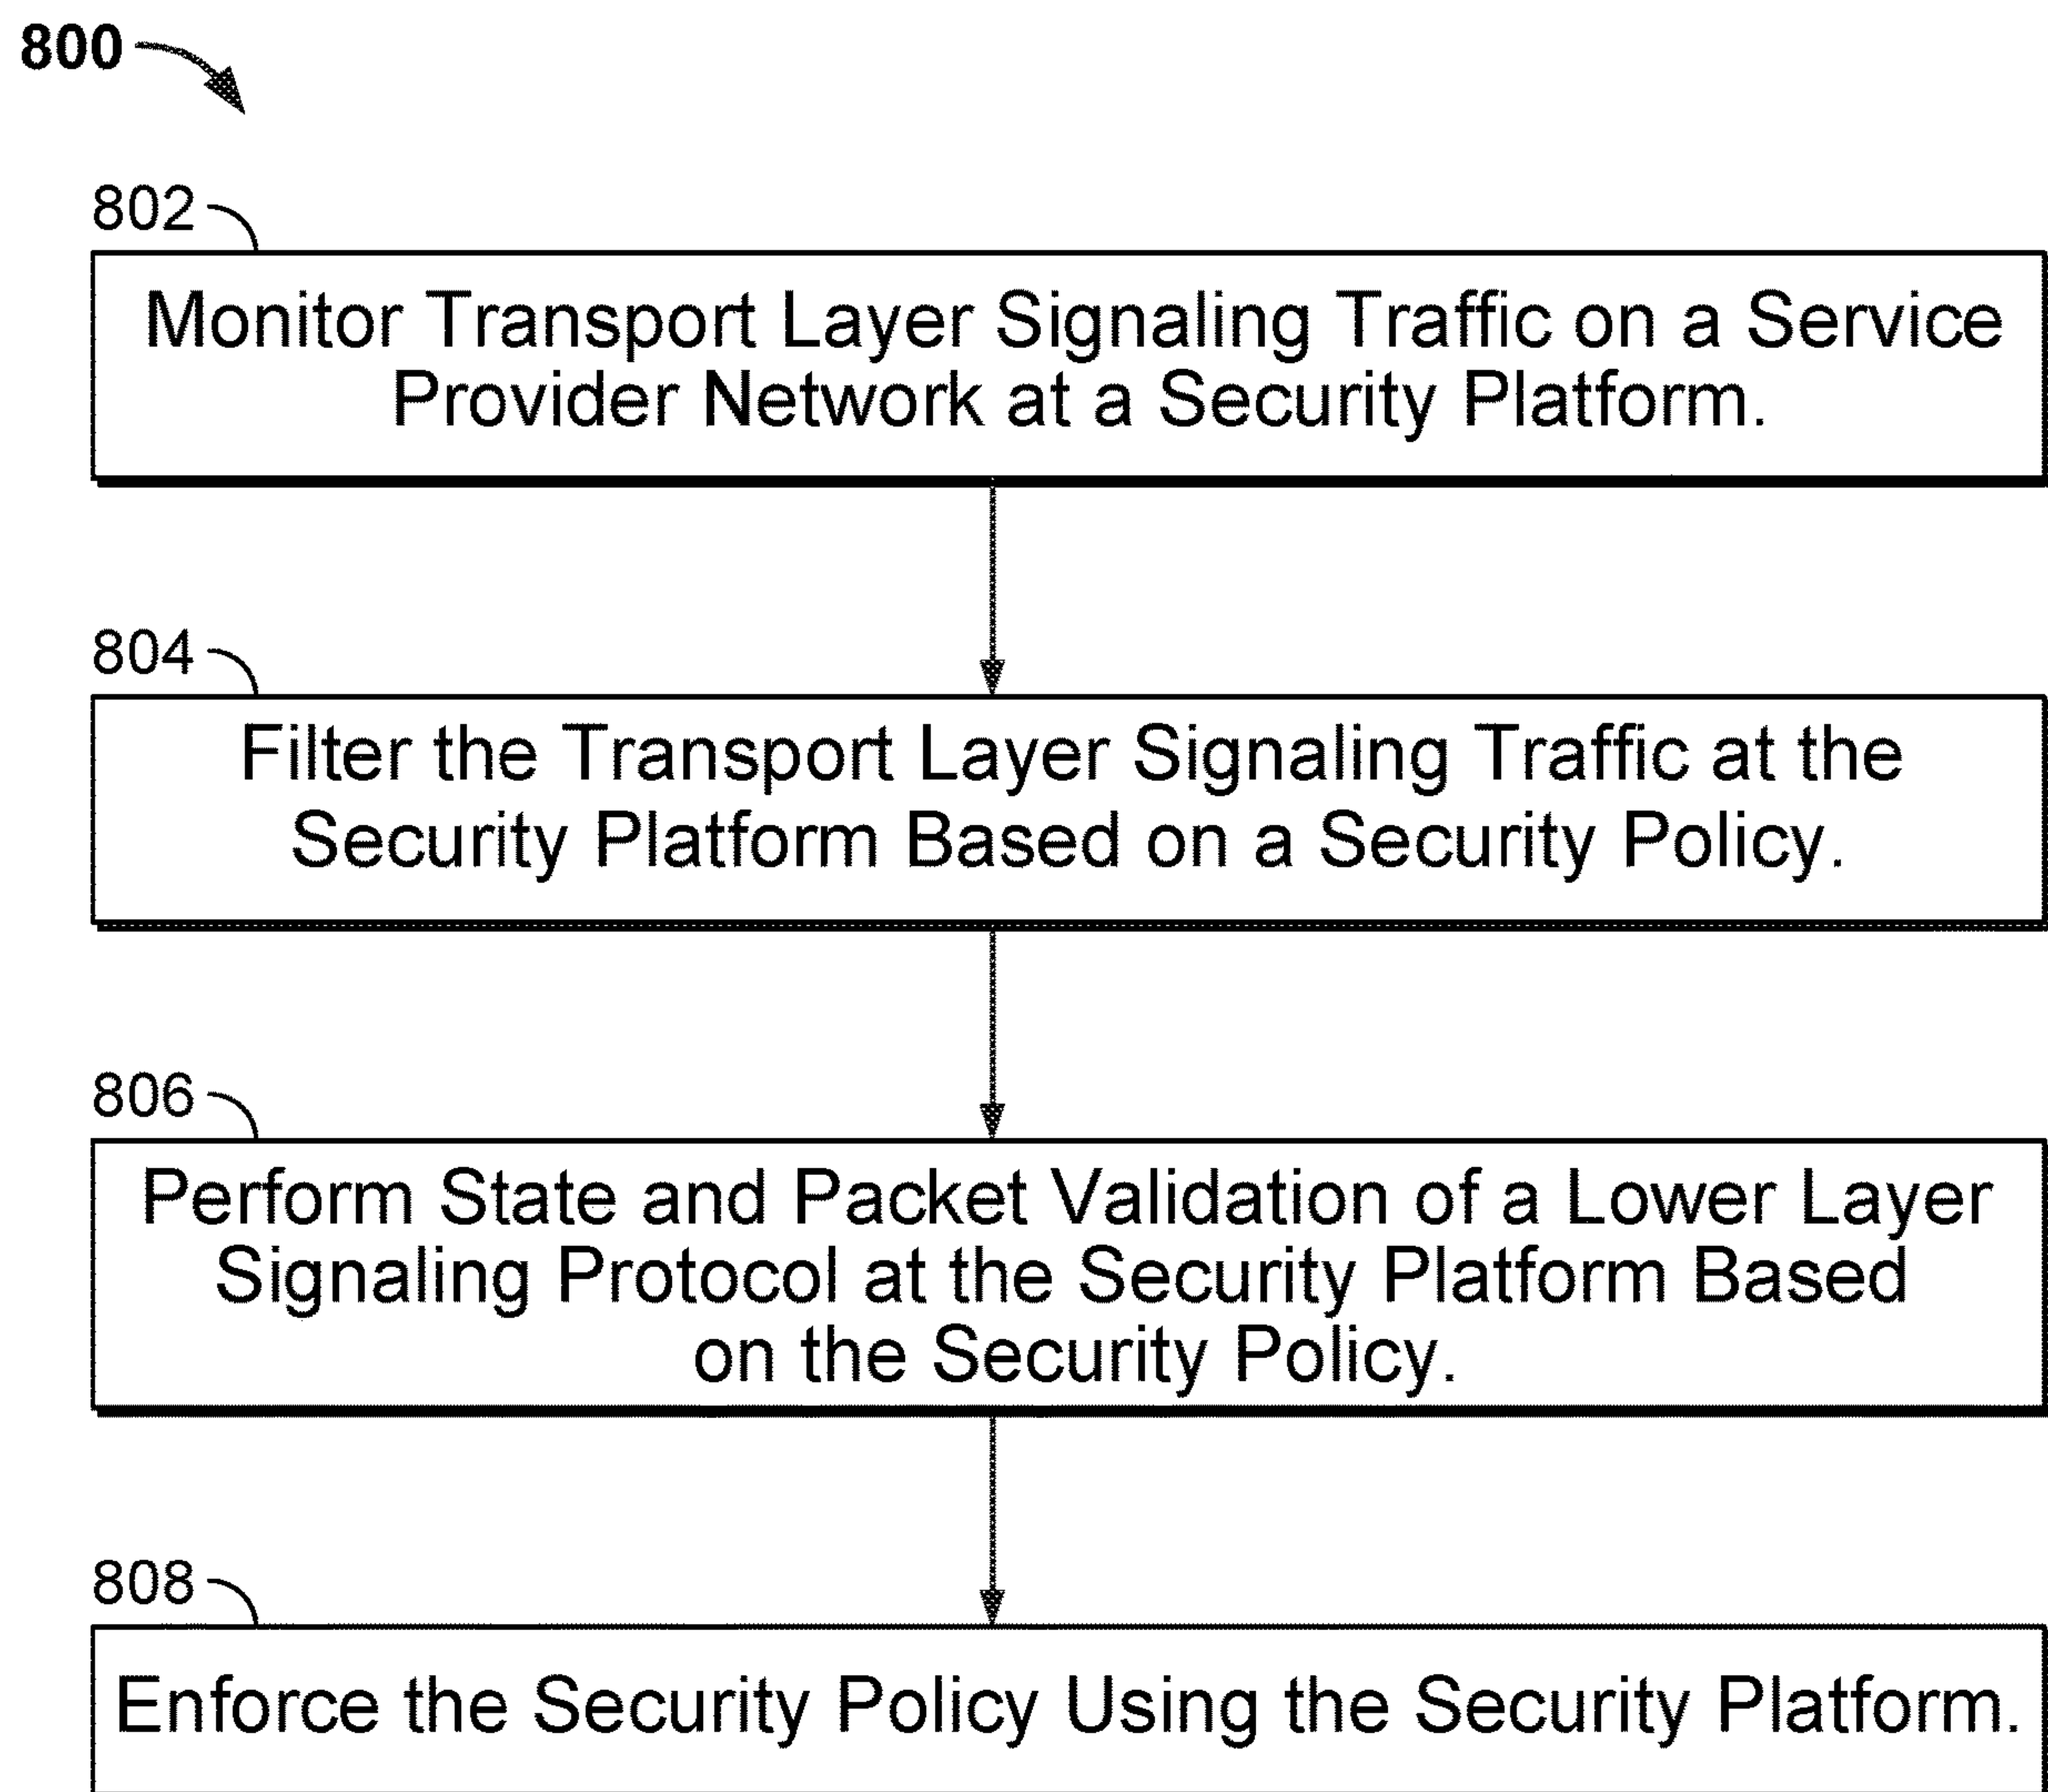 800
802
Monitor Transport Layer Signaling Traffic on a Service
Provider Network at a Security Platform.
804
Filter the Transport Layer Signaling Traffic at the
Security Platform Based on a Security Policy.
806
Perform State and Packet Validation of a Lower Layer
Signaling Protocol at the Security Platform Based
on the Security Policy.
808
Enforce the Security Policy Using the Security Platform.